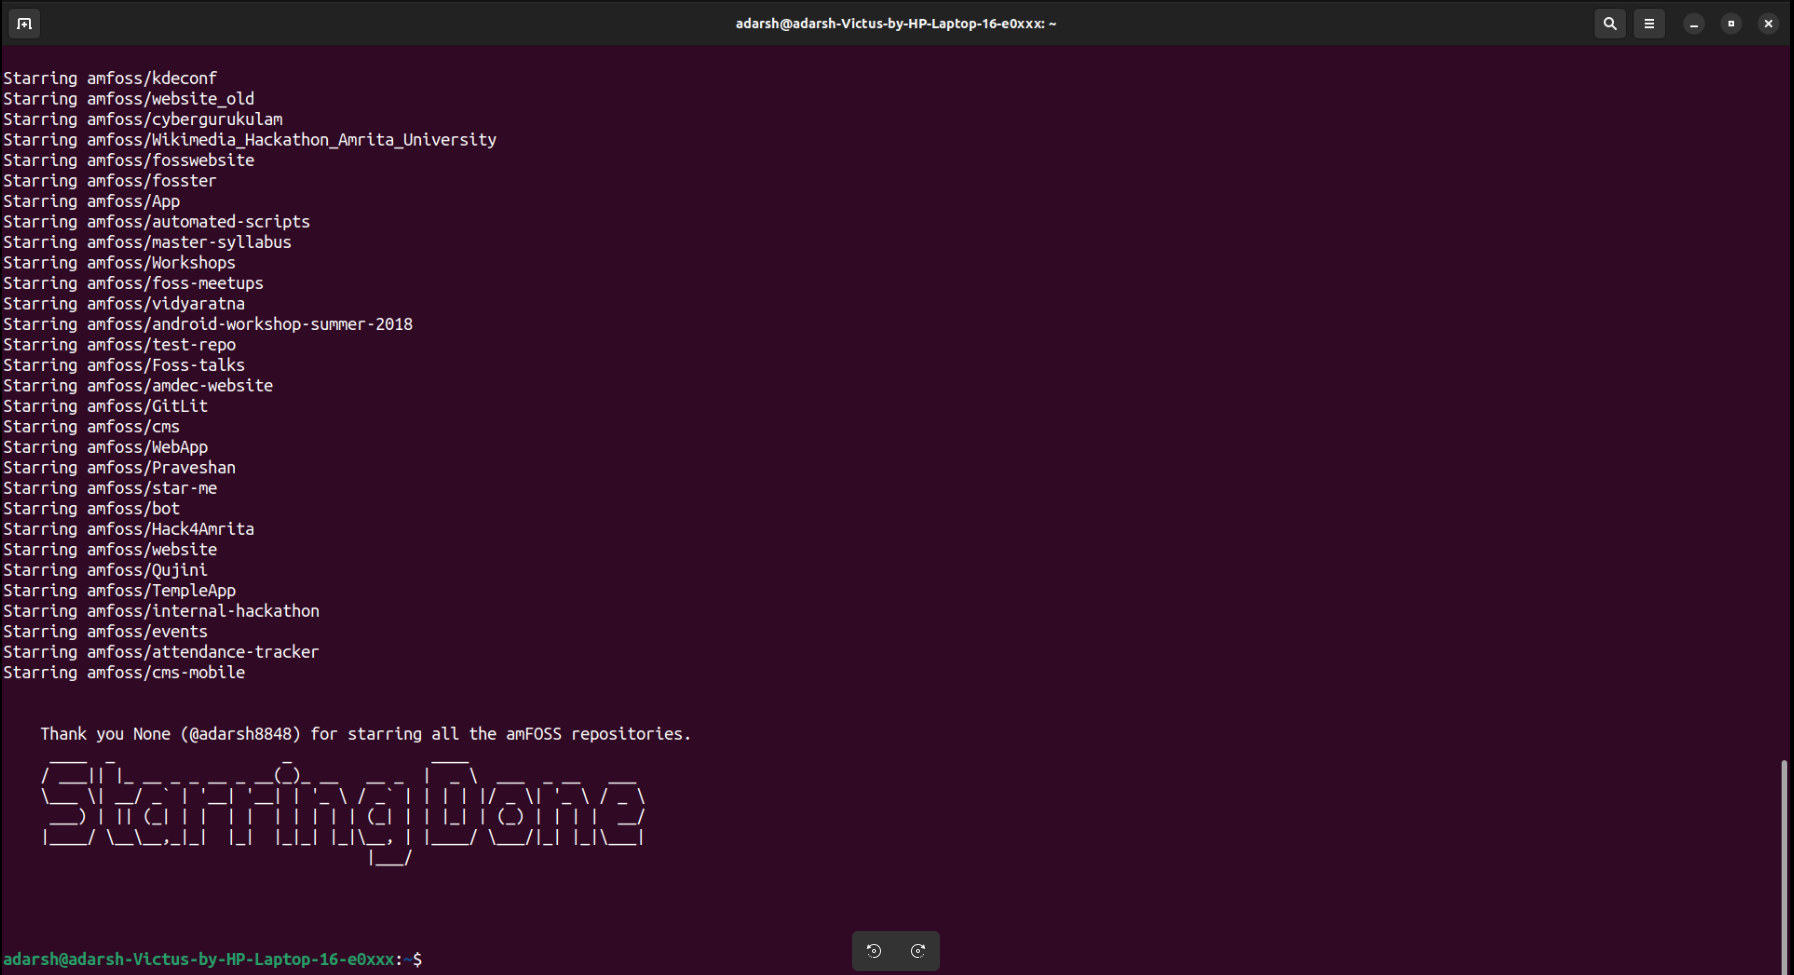 adarsh@adarsh-Victus-by-HP-Laptop-16-e0xxx: ~
Starring amfoss/kdeconf
Starring amfoss/website_old
Starring amfoss/cybergurukulam
Starring amfoss/Wikimedia_Hackathon_Amrita_University
Starring amfoss/fosswebsite
Starring amfoss/fosster
Starring amfoss/App
Starring amfoss/automated-scripts
Starring amfoss/master-syllabus
Starring amfoss/Workshops
Starring amfoss/foss-meetups
Starring amfoss/vidyaratna
Starring amfoss/android-workshop-summer-2018
Starring amfoss/test-repo
Starring amfoss/Foss-talks
Starring amfoss/amdec-website
Starring amfoss/GitLit
Starring amfoss/cms
Starring amfoss/WebApp
Starring amfoss/Praveshan
Starring amfoss/star-me
Starring amfoss/bot
Starring amfoss/Hack4Amrita
Starring amfoss/website
Starring amfoss/Qujini
Starring amfoss/TempleApp
Starring amfoss/internal-hackathon
Starring amfoss/events
Starring amfoss/attendance-tracker
Starring amfoss/cms-mobile
Thank you None (@adarsh8848) for starring all the amFOSS repositories.
Starring Done
adarsh@adarsh-Victus-by-HP-Laptop-16-e0xxx:~$